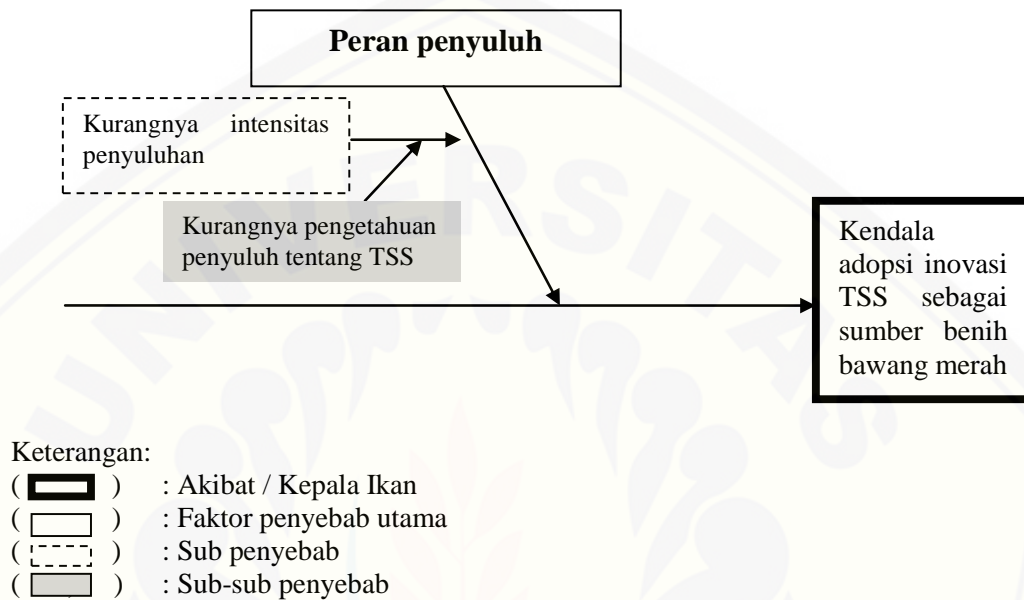 Peran penyuluh
Kurangnya intensitas
penyuluhan
Kurangnya pengetahuan
penyuluh tentang TSS
Kendala
adopsi inovasi
TSS sebagai
sumber benih
bawang merah
UNIVERSITAS
Keterangan:
( ) : Akibat / Kepala Ikan
( ) : Faktor penyebab utama
( ) : Sub penyebab
( ) : Sub-sub penyebab